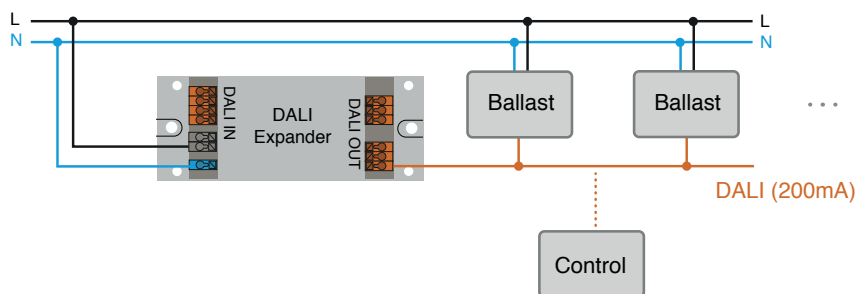 L
L
N
N
DALI IN
DALI
Expander
DALI OUT
Ballast
Ballast
...
DALI (200mA)
Control